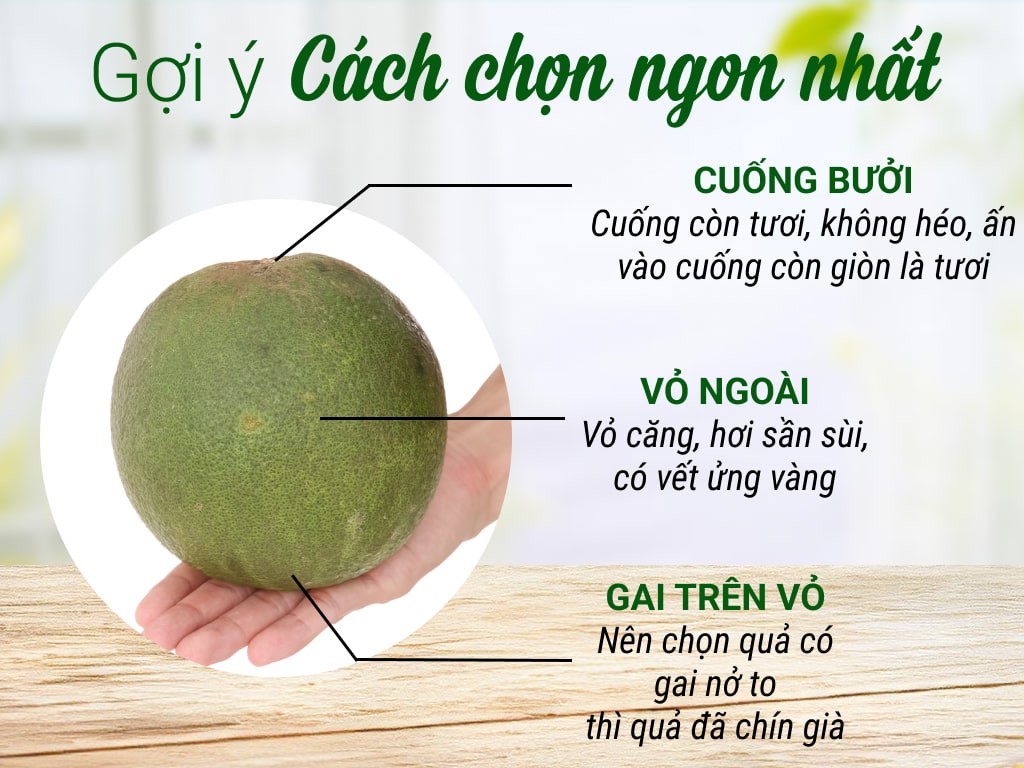 Gợi ý Cách chọn ngon nhất
CUỐNG BƯỞI
Cuống còn tươi, không héo, ấn
vào cuống còn giòn là tươi
VỎ NGOÀI
Vỏ căng, hơi sần sùi,
có vết ửng vàng
GAI TRÊN VỎ
Nên chọn quả có
gai nở to
thì quả đã chín già